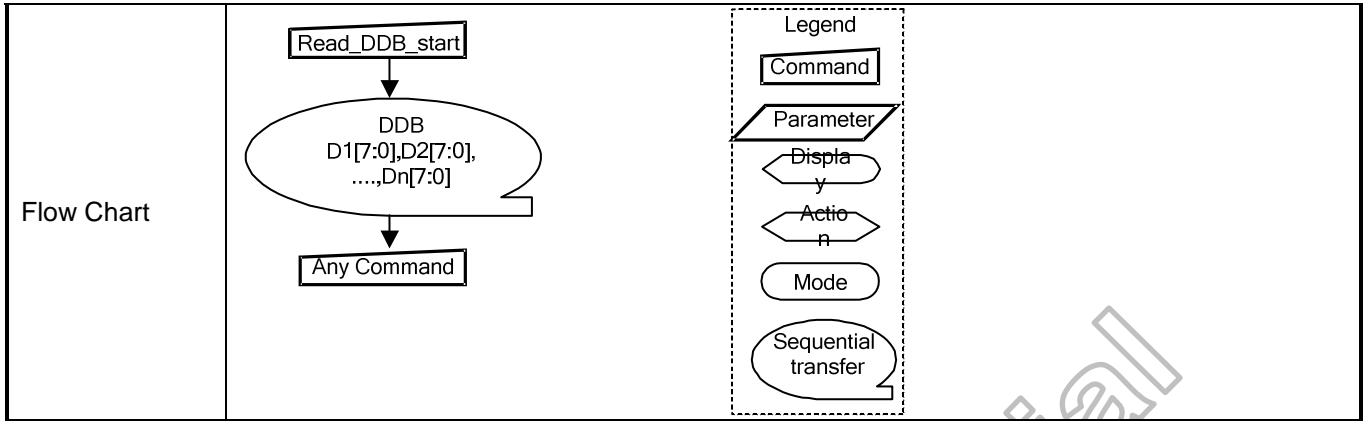 Flow Chart
Read_DDB_start
DDB
D1[7:0],D2[7:0],
....,Dn[7:0]
Any Command
Legend
Command
Parameter
Displa
y
Actio
n
Mode
Sequential
transfer
ial